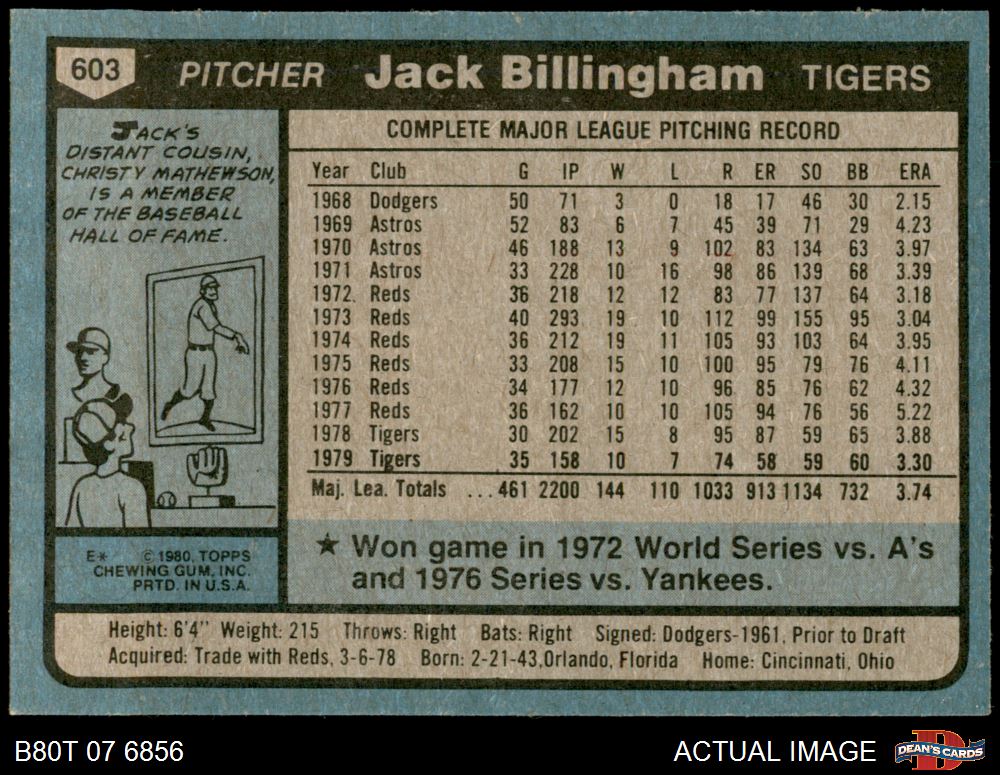 603 PITCHER Jack Billingham TIGERS
JACK'S
DISTANT COUSIN,
CHRISTY MATHEWSON,
IS A MEMBER
OF THE BASEBALL
HALL OF FAME.
COMPLETE MAJOR LEAGUE PITCHING RECORD
Year Club G IP W L R ER SO BB ERA
1968 Dodgers 50 71 3 0 18 17 46 30 2.15
1969 Astros 52 83 6 7 45 39 71 29 4.23
1970 Astros 46 188 13 9 102 83 134 63 3.97
1971 Astros 33 228 10 16 98 86 139 68 3.39
1972 Reds 36 218 12 12 83 77 137 64 3.18
1973 Reds 40 293 19 10 112 99 155 95 3.04
1974 Reds 36 212 19 11 105 93 103 64 3.95
1975 Reds 33 208 15 10 100 95 79 76 4.11
1976 Reds 34 177 12 10 96 85 76 62 4.32
1977 Reds 36 162 10 10 105 94 76 56 5.22
1978 Tigers 30 202 15 8 95 87 59 65 3.88
1979 Tigers 35 158 10 7 74 58 59 60 3.30
Maj. Lea. Totals ...461 2200 144 110 1033 913 1134 732 3.74
★ Won game in 1972 World Series vs. A's
and 1976 Series vs. Yankees.
E* © 1980, TOPPS
CHEWING GUM, INC.
PRTD. IN U.S.A.
Height: 6'4" Weight: 215 Throws: Right Bats: Right Signed: Dodgers-1961, Prior to Draft
Acquired: Trade with Reds, 3-6-78 Born: 2-21-43,Orlando, Florida Home: Cincinnati, Ohio
B80T 07 6856 ACTUAL IMAGE DEAN'S CARDS